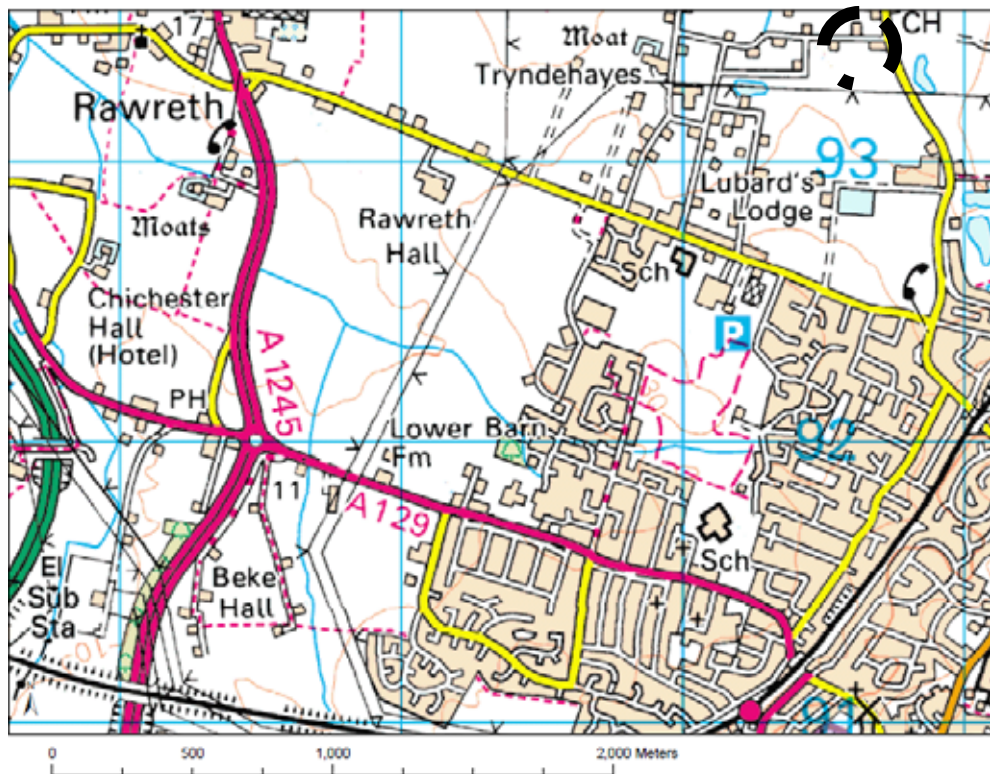 17
CH
Moat
Tryndehayes
Rawreth
93
Lubard's
Lodge
Rawreth
Hall
Moats
Sch
Chichester
Hall
(Hotel)
P
A 1245
PH
Lower Barn
Fm
92
11
A 129
Sch
El
Sub
Sta
Beke
Hall
91
0 500 1,000 2,000 Meters